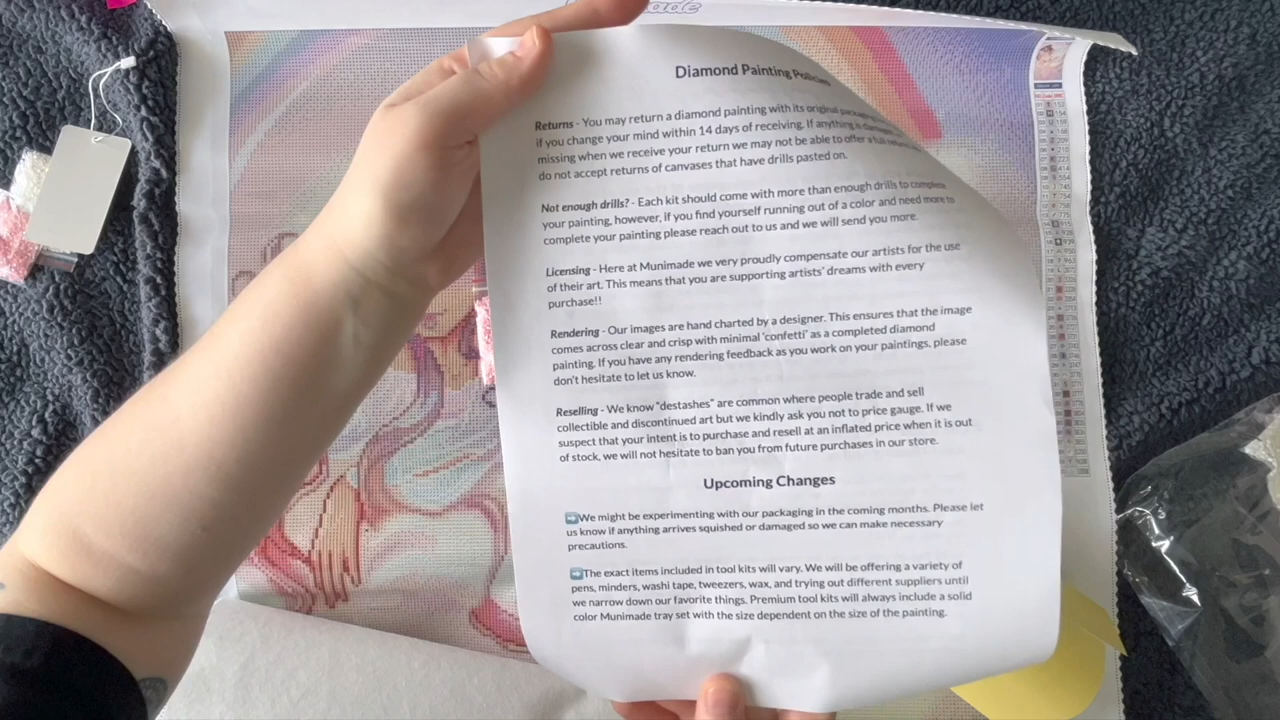 ade
Diamond Painting Policies
Returns - You may return a diamond painting with its original packaging
if you change your mind within 14 days of receiving. If anything is damaged
missing when we receive your return we may not be able to offer a full return
do not accept returns of canvases that have drills pasted on.
Not enough drills? - Each kit should come with more than enough drills to complete
your painting, however, if you find yourself running out of a color and need more to
complete your painting please reach out to us and we will send you more.
Licensing - Here at Munimade we very proudly compensate our artists for the use
of their art. This means that you are supporting artists' dreams with every
purchase!!
Rendering - Our images are hand charted by a designer. This ensures that the image
comes across clear and crisp with minimal 'confetti' as a completed diamond
painting. If you have any rendering feedback as you work on your paintings, please
don't hesitate to let us know.
Reselling - We know "destashes" are common where people trade and sell
collectible and discontinued art but we kindly ask you not to price gauge. If we
suspect that your intent is to purchase and resell at an inflated price when it is out
of stock, we will not hesitate to ban you from future purchases in our store.
Upcoming Changes
We might be experimenting with our packaging in the coming months. Please let
us know if anything arrives squished or damaged so we can make necessary
precautions.
The exact items included in tool kits will vary. We will be offering a variety of
pens, minders, washi tape, tweezers, wax, and trying out different suppliers until
we narrow down our favorite things. Premium tool kits will always include a solid
color Munimade tray set with the size dependent on the size of the painting.